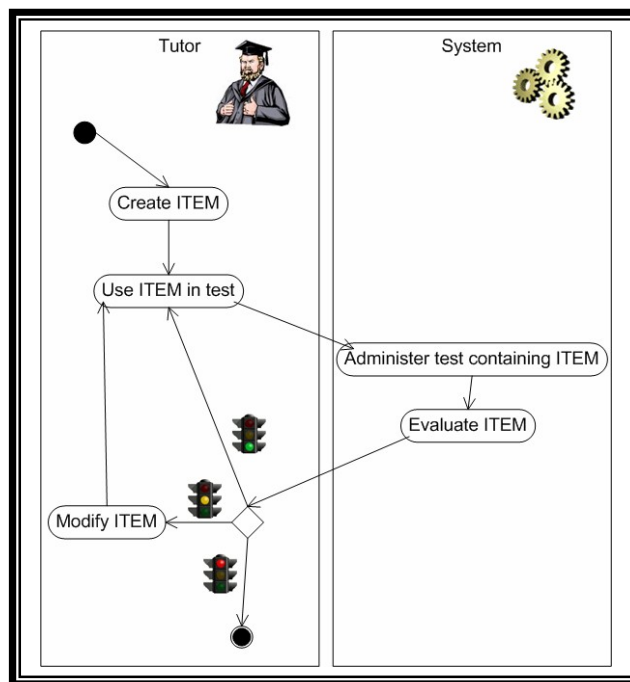 Tutor
System
Create ITEM
Use ITEM in test
Administer test containing ITEM
Evaluate ITEM
Modify ITEM